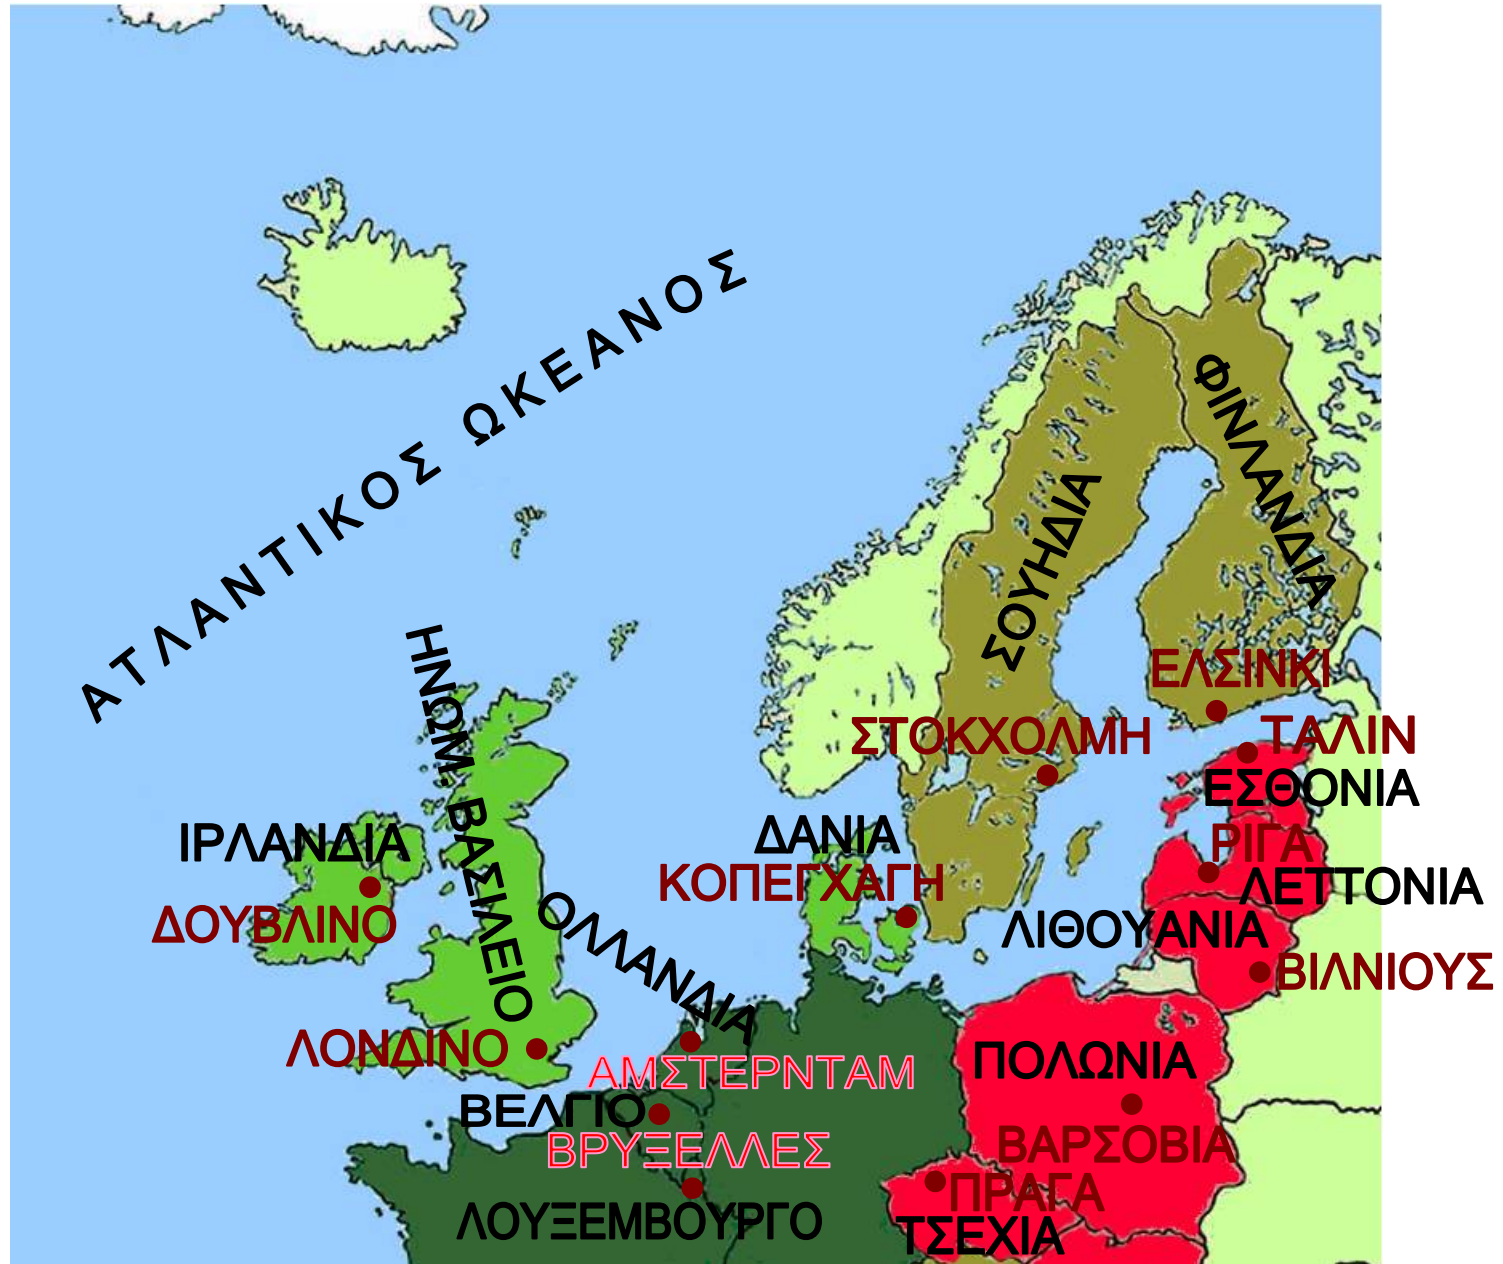 ΑΤΛΑΝΤΙΚΟΣ ΩΚΕΑΝΟΣ
ΦΙΝΛΑΝΔΙΑ
ΣΟΥΗΔΙΑ
ΗΝΩΜ. ΒΑΣΙΛΕΙΟ
ΕΛΣΙΝΚΙ
ΣΤΟΚΧΟΛΜΗ
ΤΑΛΙΝ
ΕΣΘΟΝΙΑ
ΙΡΛΑΝΔΙΑ
ΔΑΝΙΑ
ΡΙΓΑ
ΚΟΠΕΓΧΑΓΗ
ΛΕΤΤΟΝΙΑ
ΔΟΥΒΛΙΝΟ
ΟΛΛΑΝΔΙΑ
ΛΙΘΟΥΑΝΙΑ
ΒΙΛΝΙΟΥΣ
ΛΟΝΔΙΝΟ
ΑΜΣΤΕΡΝΤΑΜ
ΠΟΛΩΝΙΑ
ΒΕΛΓΙΟ
ΒΡΥΞΕΛΛΕΣ
ΒΑΡΣΟΒΙΑ
ΠΡΑΓΑ
ΛΟΥΞΕΜΒΟΥΡΓΟ
ΤΣΕΧΙΑ